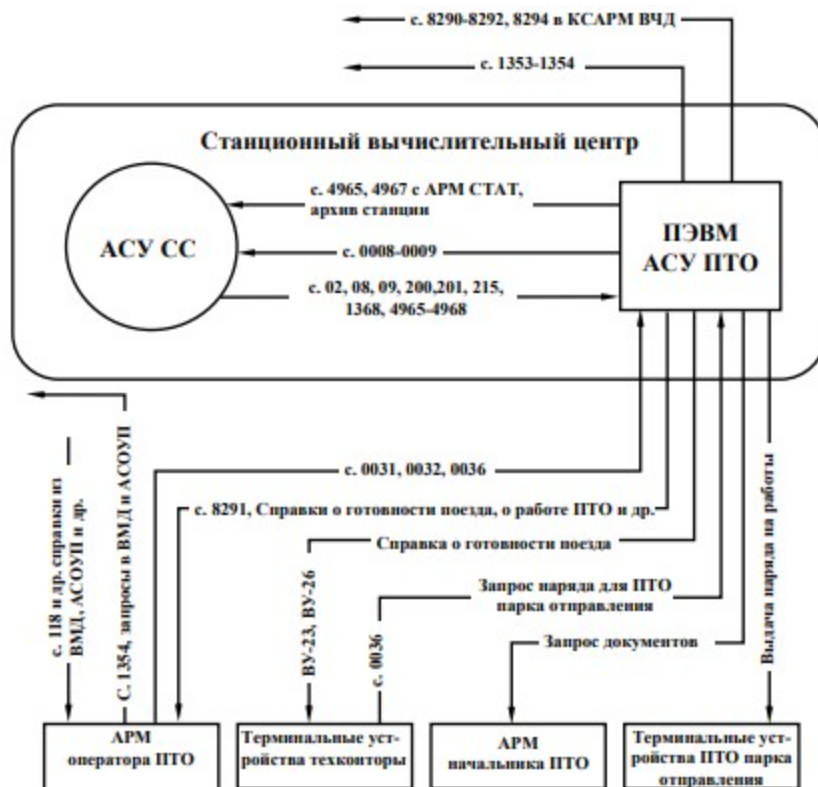 с. 8290-8292, 8294 в КСАРМ ВЧД
с. 1353-1354
Станционный вычислительный центр
с. 4965, 4967 с АРМ СТАТ,
архив станции
АСУ СС
ПЭВМ
АСУ ПТО
с. 0008-0009
с. 02, 08, 09, 200,201, 215,
1368, 4965-4968
с. 118 и др. справки из
ВМД, АСОУП и др.
С. 1354, запросы в ВМД и АСОУП
с. 0031, 0032, 0036
с. 8291, Справки о готовности поезда, о работе ПТО и др.
Справка о готовности поезда
ВУ-23, ВУ-26
с. 0036
Запрос наряда для ПТО
парка отправления
Запрос документов
Выдача наряда на работы
АРМ
оператора ПТО
Терминальные уст-
ройства техконторы
АРМ
начальника ПТО
Терминальные уст-
ройства ПТО парка
отправления